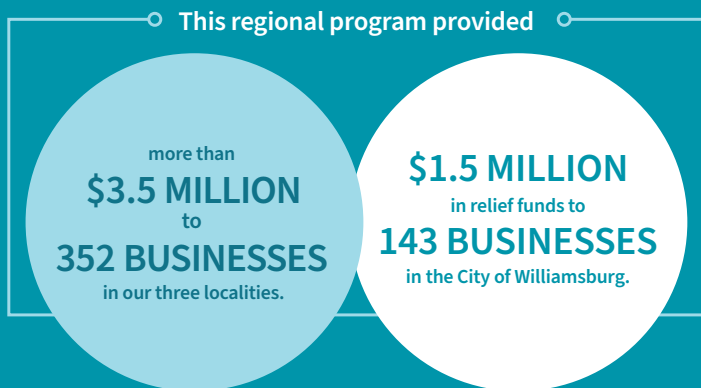 This regional program provided
more than
$3.5 MILLION
to
352 BUSINESSES
in our three localities.
$1.5 MILLION
in relief funds to
143 BUSINESSES
in the City of Williamsburg.